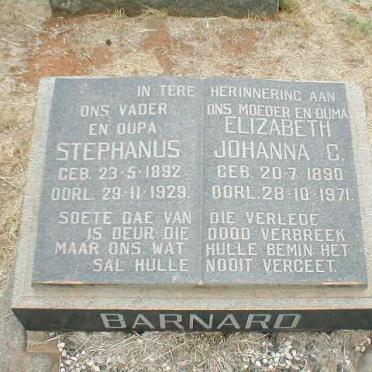 IN TERE HERINNERING AAN
ONS VADER
EN OUPA
STEPHANUS
GEB. 23-5-1892
OORL. 29-11-1929.
ONS MOEDER EN OUMA
ELIZABETH
JOHANNA C.
GEB. 20-7-1890
OORL. 28-10-1971.
SOETE DAE VAN DIE VERLEDE
IS DEUR DIE DOOD VERBREEK
MAAR ONS WAT HULLE BEMIN HET
SAL HULLE NOOIT VERGEET.
BARNARD